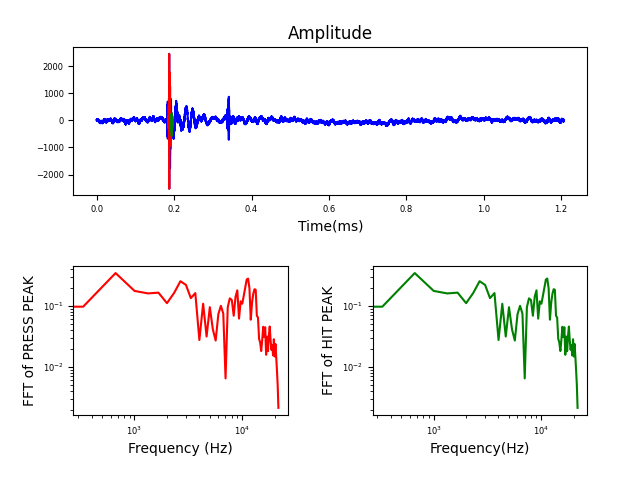 Amplitude
2000
1000
0
−1000
−2000
0.0 0.2 0.4 0.6 0.8 1.0 1.2
Time(ms)
FFT of PRESS PEAK
10⁻¹
10⁻²
10³ 10⁴
Frequency (Hz)
FFT of HIT PEAK
10⁻¹
10⁻²
10³ 10⁴
Frequency(Hz)